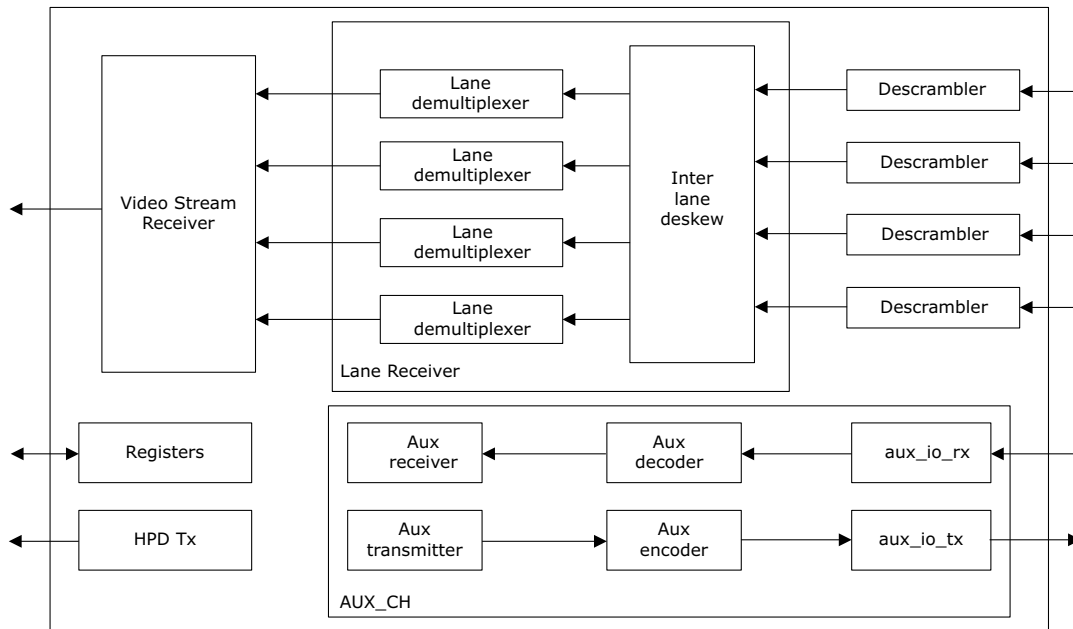 Lane
demultiplexer
Descrambler
Lane
demultiplexer
Descrambler
Video Stream
Receiver
Inter
lane
deskew
Lane
demultiplexer
Descrambler
Lane
demultiplexer
Descrambler
Lane Receiver
Registers
Aux
receiver
Aux
decoder
aux_io_rx
HPD Tx
Aux
transmitter
Aux
encoder
aux_io_tx
AUX_CH